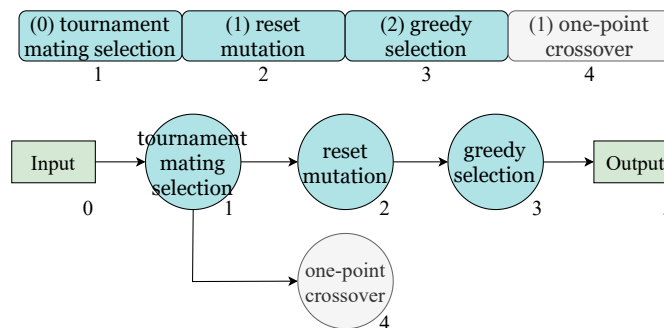 (0) tournament
mating selection
(1) reset
mutation
(2) greedy
selection
(1) one-point
crossover
1
2
3
4
tournament
mating
selection
Input
reset
mutation
greedy
selection
Output
0
1
2
3
one-point
crossover
4